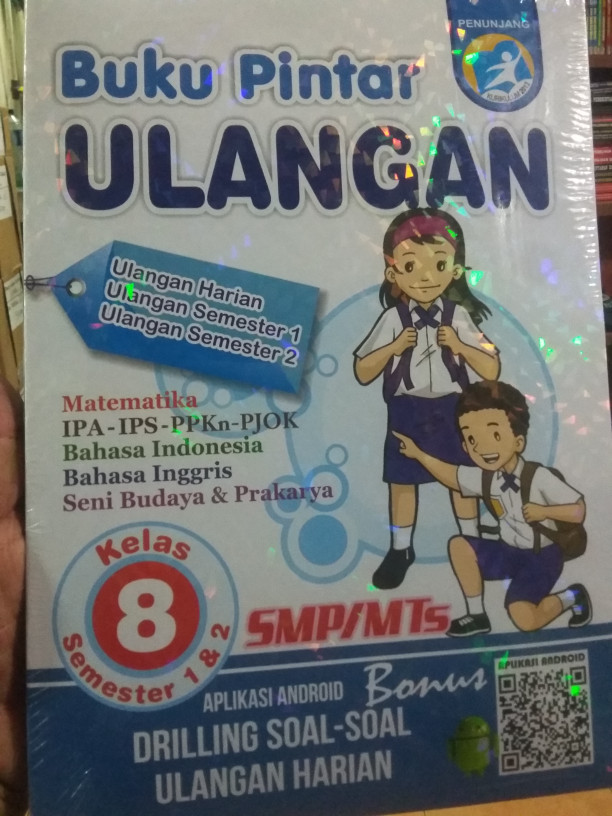 PENUNJANG
KURIKULUM 2013
Buku Pintar
ULANGAN
Ulangan Harian
Ulangan Semester 1
Ulangan Semester 2
Matematika
IPA-IPS-PPKn-PJOK
Bahasa Indonesia
Bahasa Inggris
Seni Budaya & Prakarya
Kelas
8
Semester 1 & 2
SMP/MTs
APLIKASI ANDROID
Bonus
DRILLING SOAL-SOAL
ULANGAN HARIAN
APLIKASI ANDROID